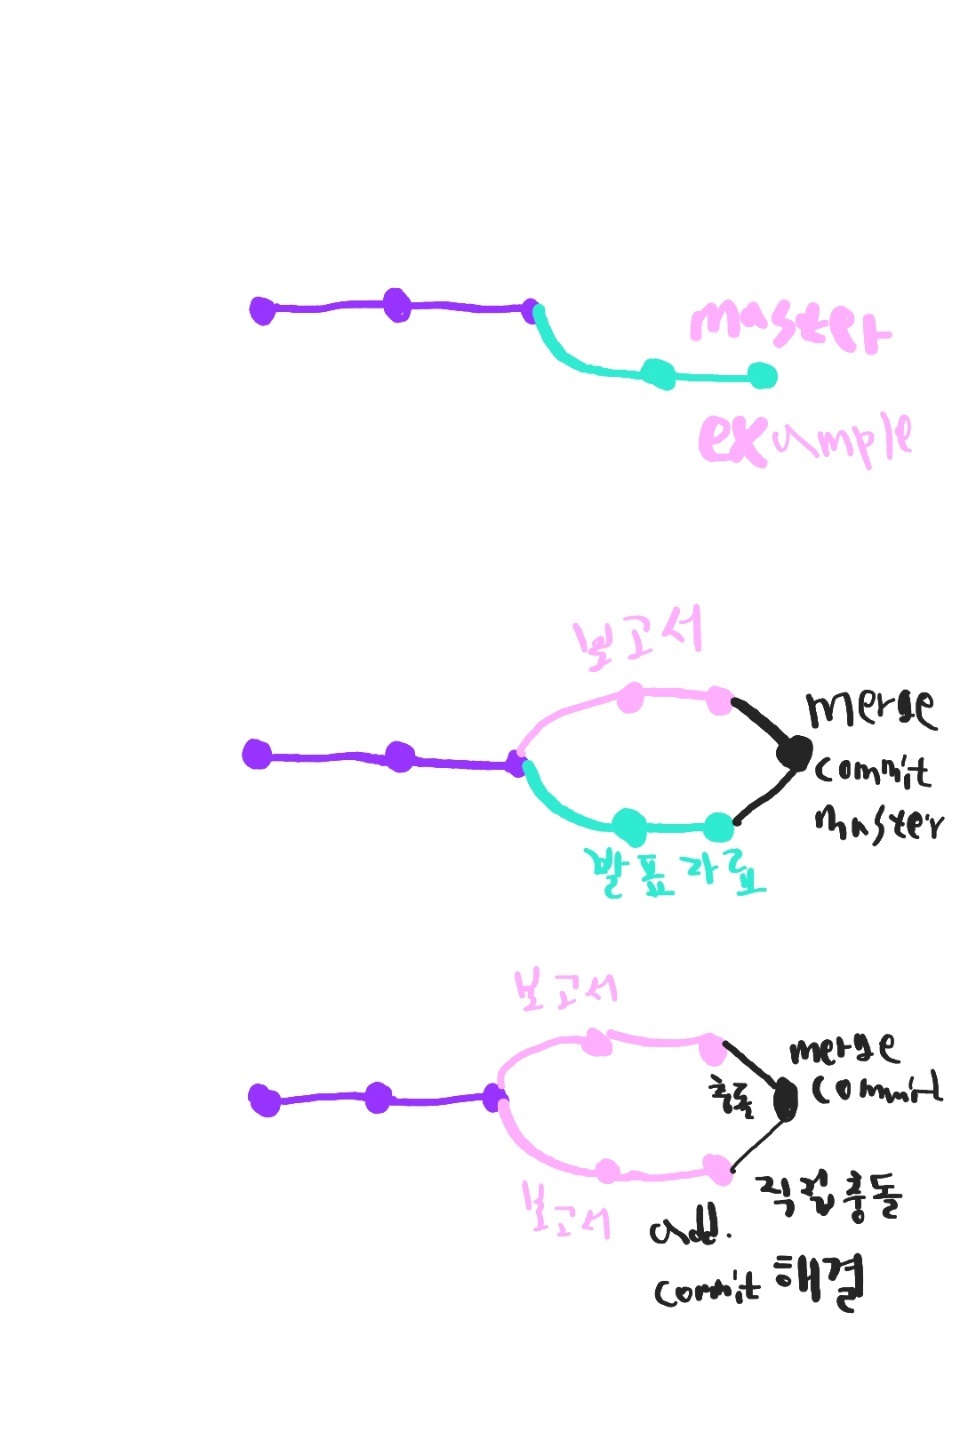 master
example
보고서
merge
commit
master
발표자료
보고서
merge
commit
충돌
보고서
직접충돌
add.
commit 해결